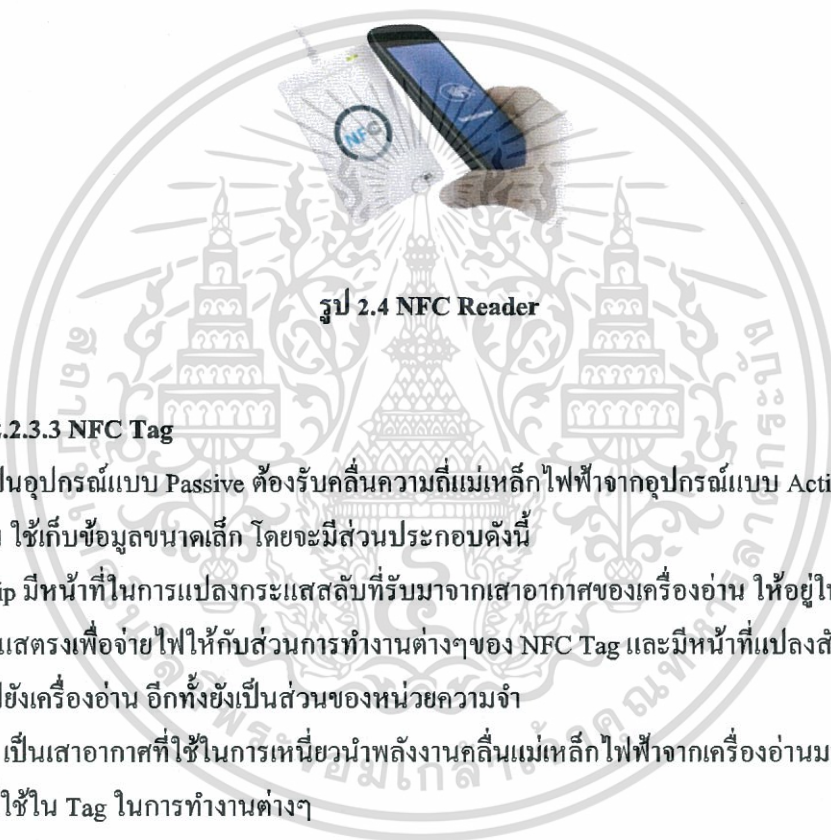 NFC
รูป 2.4 NFC Reader
2.2.3.3 NFC Tag
ป็นอุปกรณ์แบบ Passive ต้องรับคลื่นความถี่แม่เหล็กไฟฟ้าจากอุปกรณ์แบบ Acti
ใช้เก็บข้อมูลขนาดเล็ก โดยจะมีส่วนประกอบดังนี้
ip มีหน้าที่ในการแปลงกระแสสลับที่รับมาจากเสาอากาศของเครื่องอ่าน ให้อยู่ใน
แสตรงเพื่อจ่ายไฟให้กับส่วนการทำงานต่างๆของ NFC Tag และมีหน้าที่แปลงสั
ปยังเครื่องอ่าน อีกทั้งยังเป็นส่วนของหน่วยความจำ
เป็นเสาอากาศที่ใช้ในการเหนี่ยวนำพลังงานคลื่นแม่เหล็กไฟฟ้าจากเครื่องอ่านม
ใช้ใน Tag ในการทำงานต่างๆ